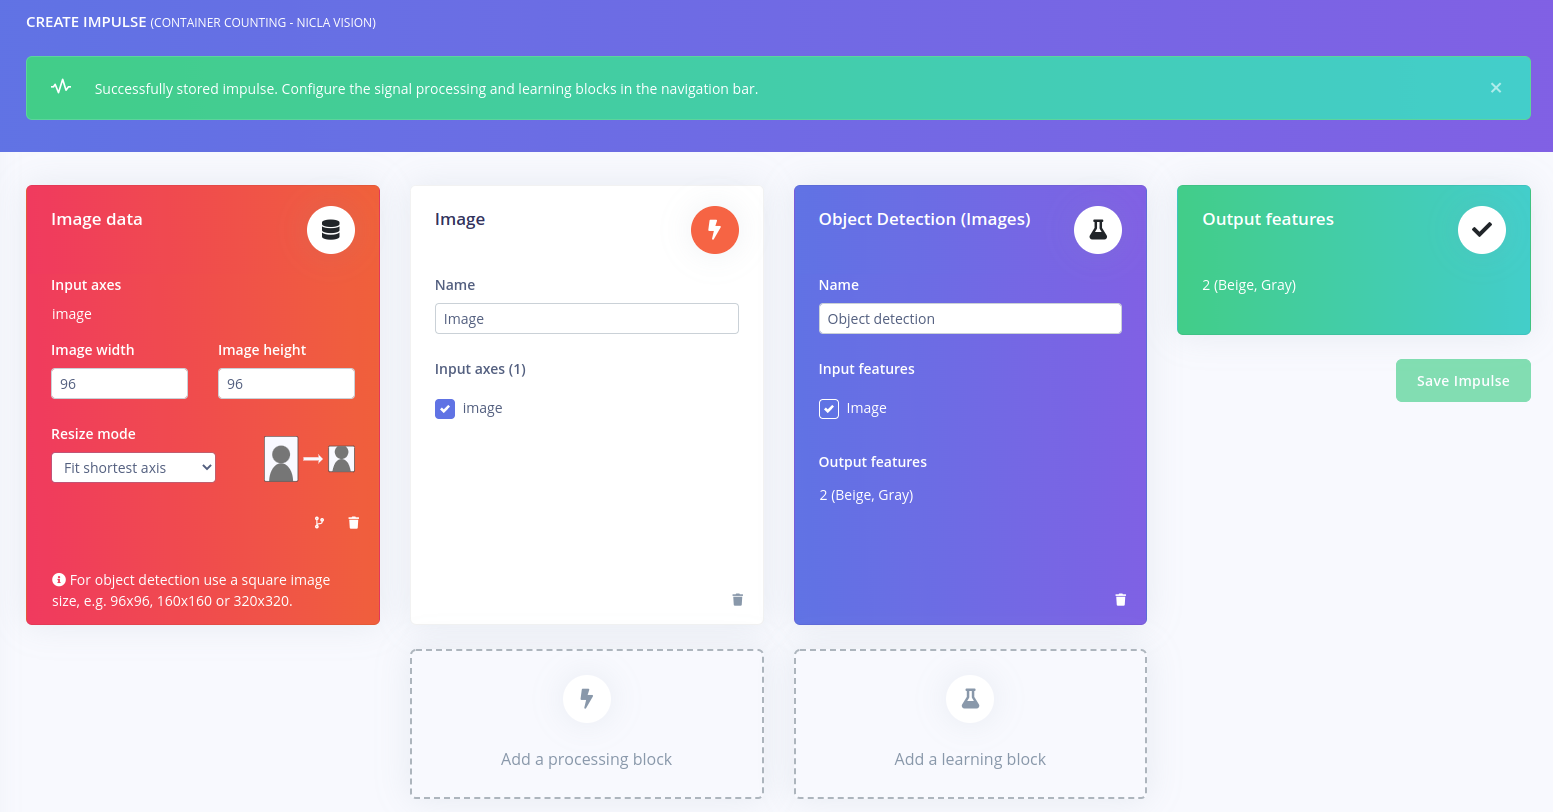 CREATE IMPULSE (CONTAINER COUNTING - NICLA VISION)
Successfully stored impulse. Configure the signal processing and learning blocks in the navigation bar.
×
Image data
Input axes
image
Image width
Image height
96
96
Resize mode
Fit shortest axis
For object detection use a square image
size, e.g. 96x96, 160x160 or 320x320.
Image
Name
Image
Input axes (1)
image
Object Detection (Images)
Name
Object detection
Input features
Image
Output features
2 (Beige, Gray)
Output features
2 (Beige, Gray)
Save Impulse
Add a processing block
Add a learning block